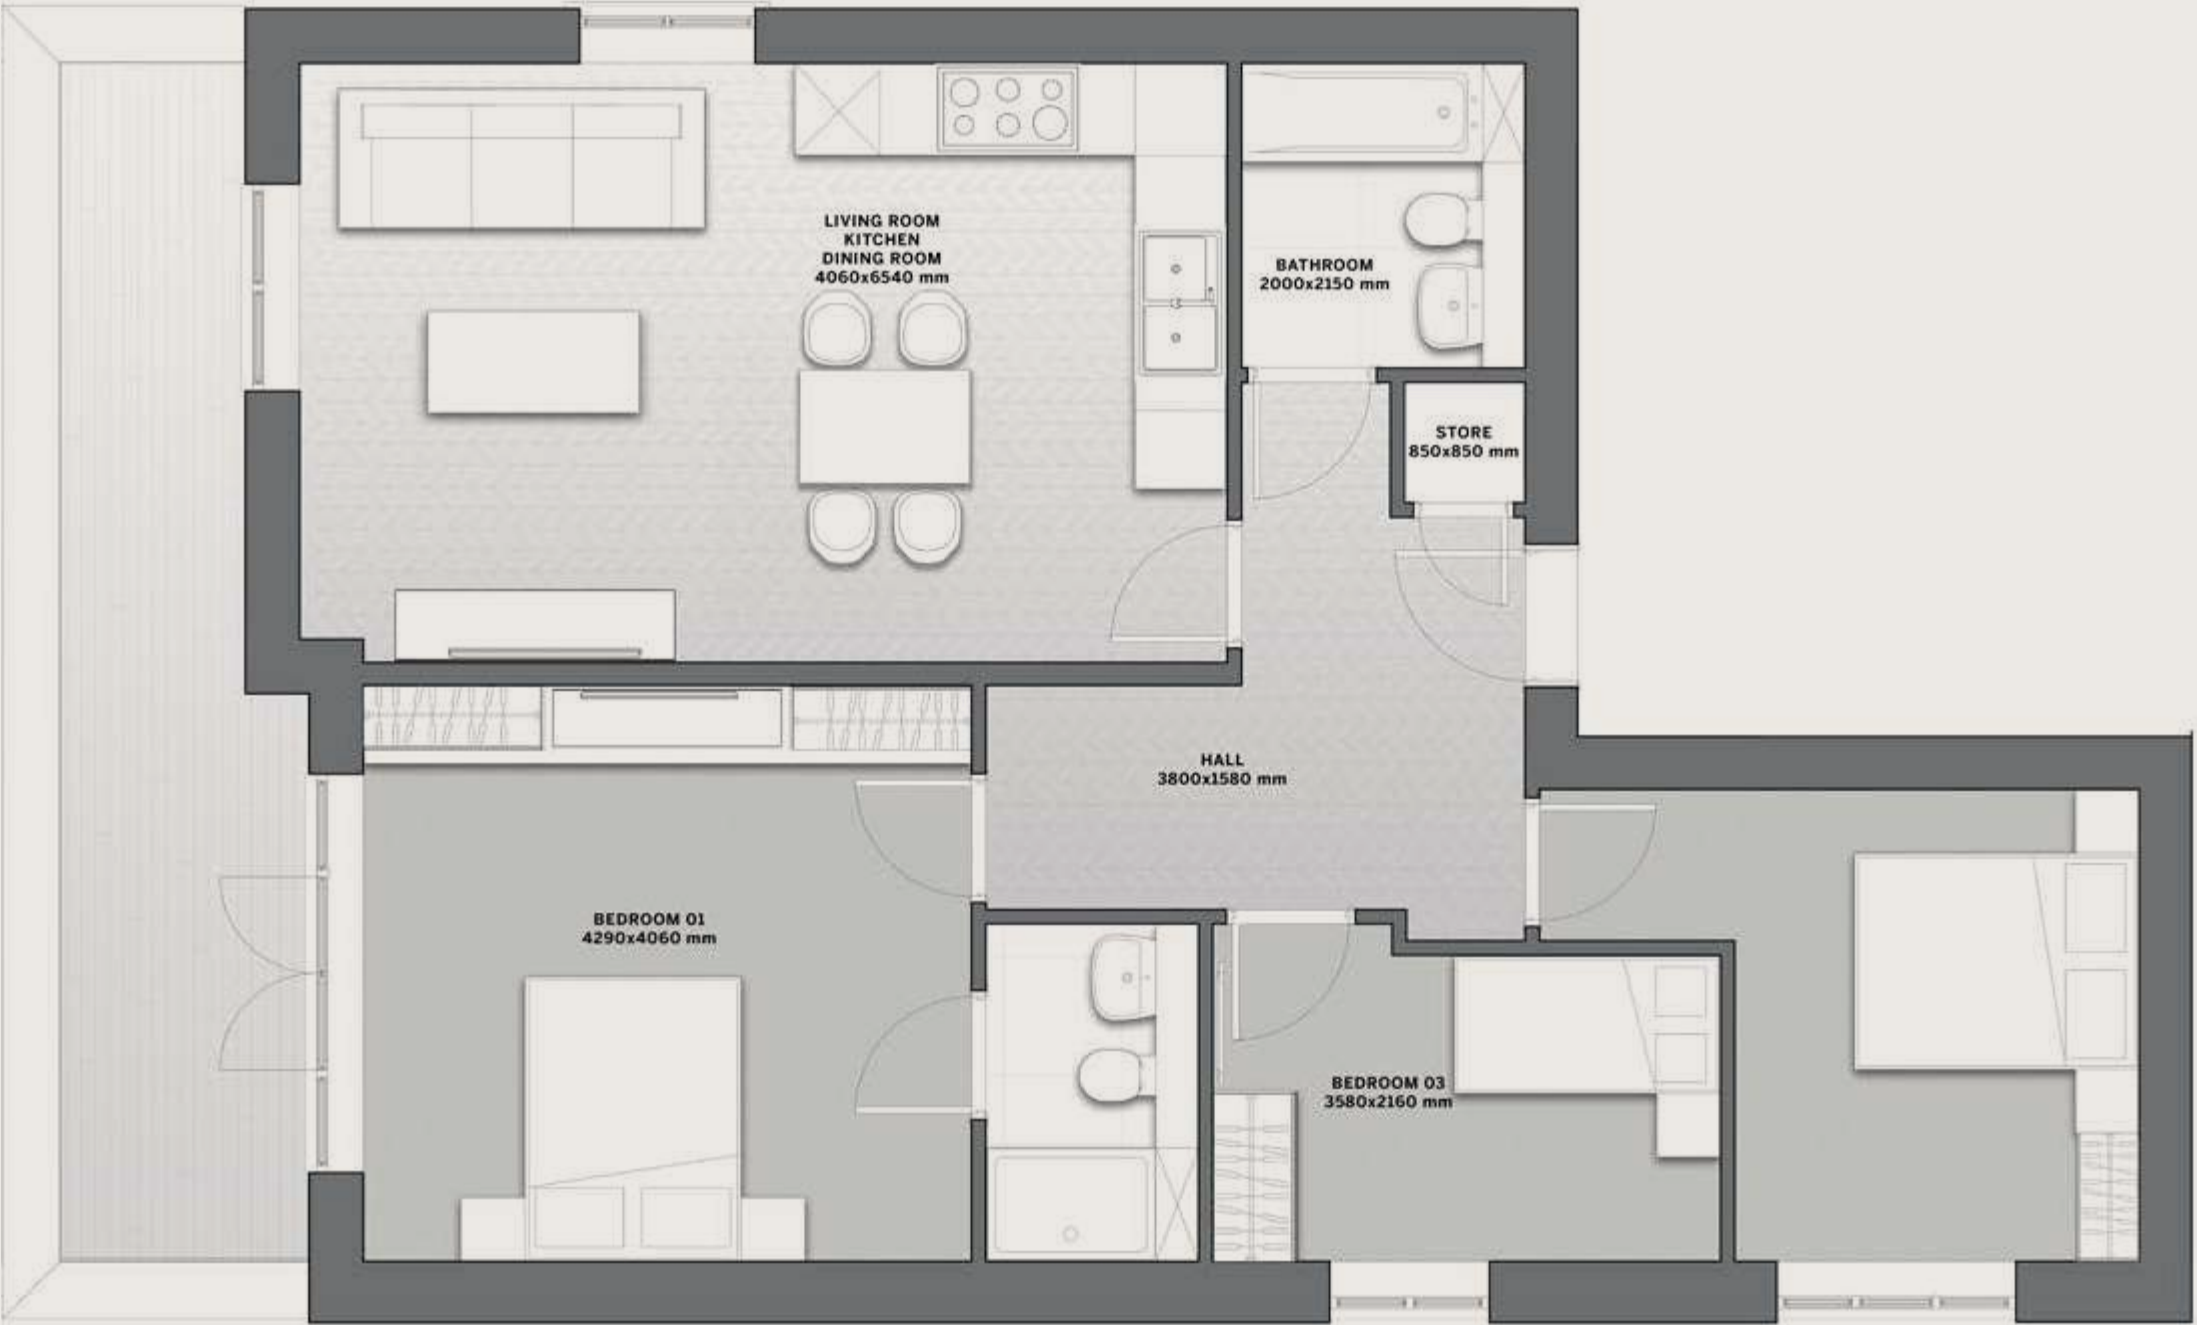 LIVING ROOM
KITCHEN
DINING ROOM
4060x6540 mm
BATHROOM
2000x2150 mm
STORE
850x850 mm
HALL
3800x1580 mm
BEDROOM 01
4290x4060 mm
BEDROOM 03
3580x2160 mm